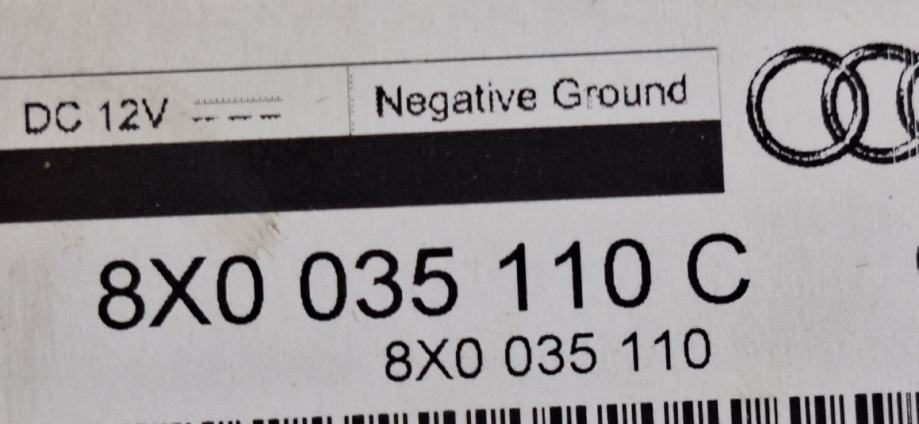 DC 12V
Negative Ground
8X0 035 110 C
8X0 035 110